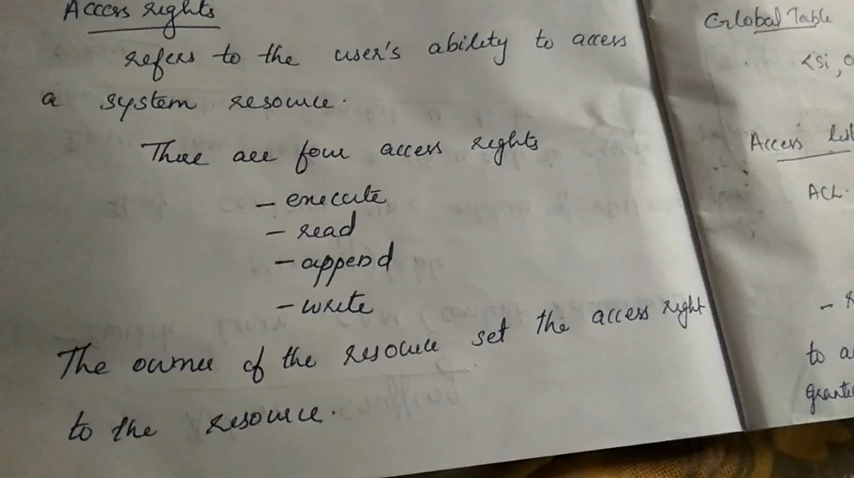 Access rights
refers to the user's ability to access
a system resource.
There are four access rights
- execute
- read
- append
- write
The owner of the resource set the access right
to the resource.
Global Table
<si, o
Access list
ACL.
to a